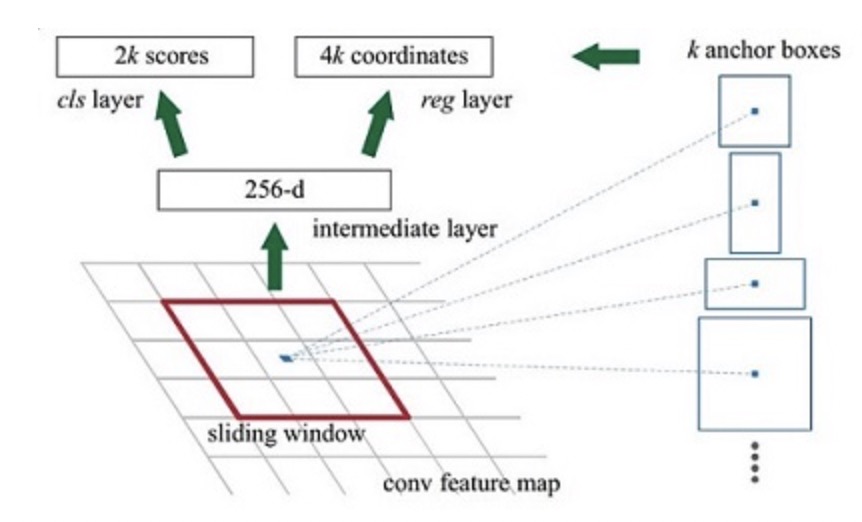 2k scores
4k coordinates
k anchor boxes
cls layer
reg layer
256-d
intermediate layer
sliding window
conv feature map